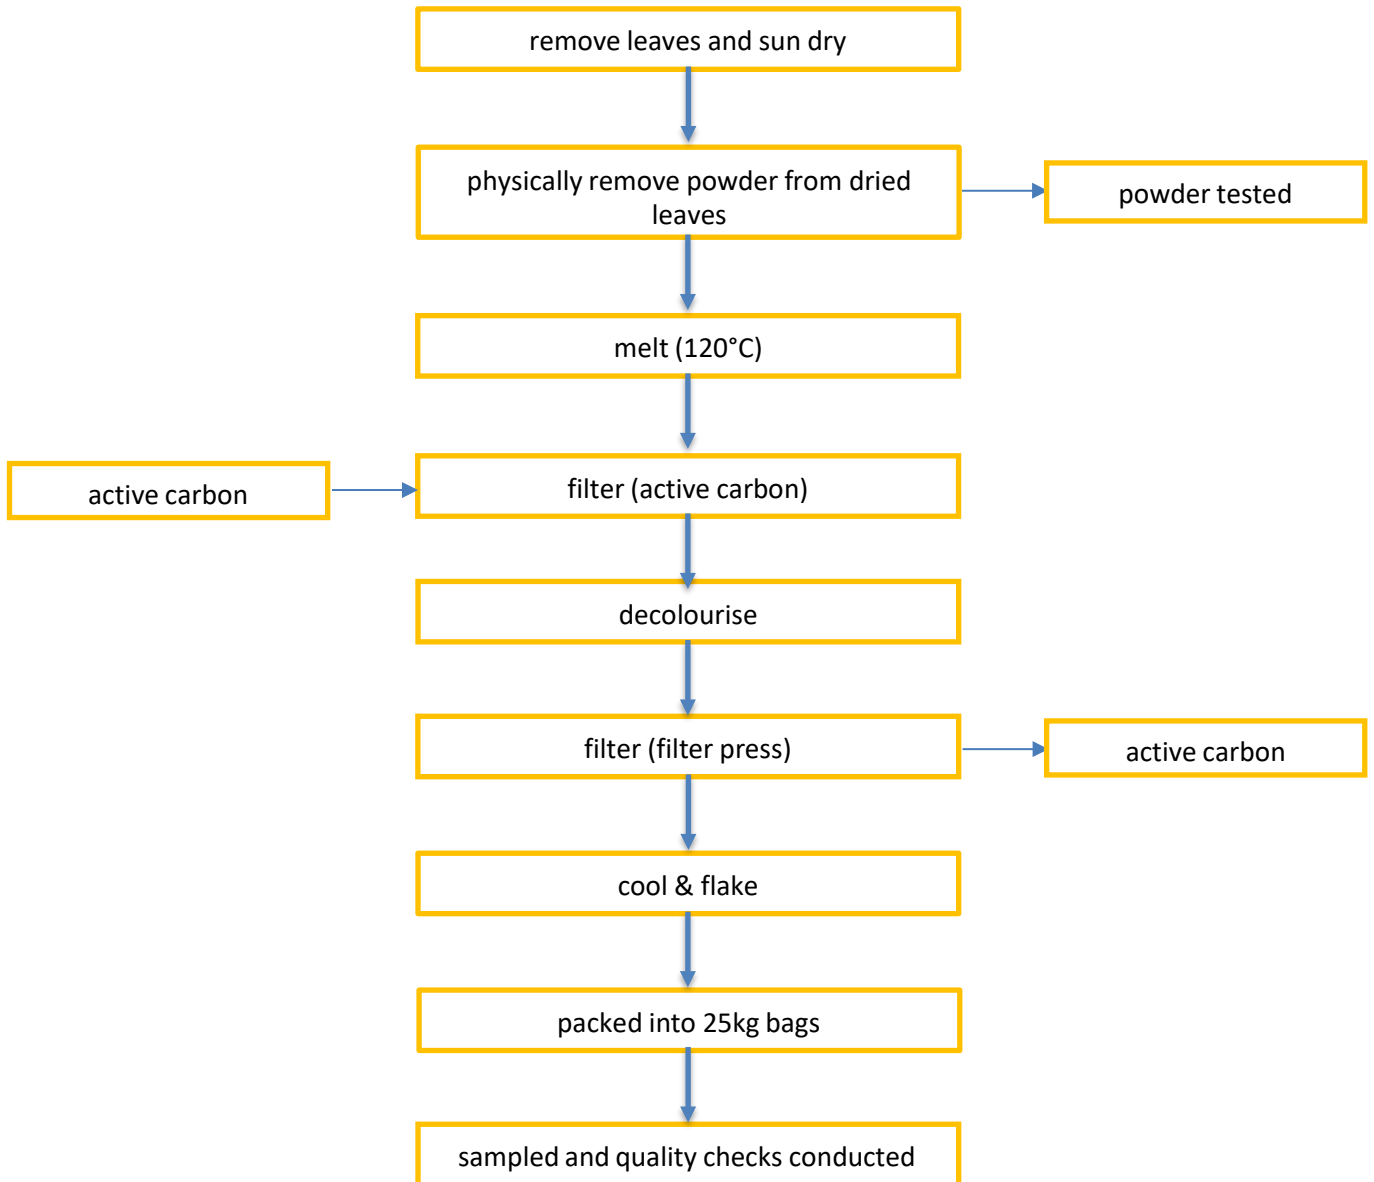 remove leaves and sun dry
physically remove powder from dried
leaves
powder tested
melt (120°C)
active carbon
filter (active carbon)
decolourise
filter (filter press)
active carbon
cool & flake
packed into 25kg bags
sampled and quality checks conducted